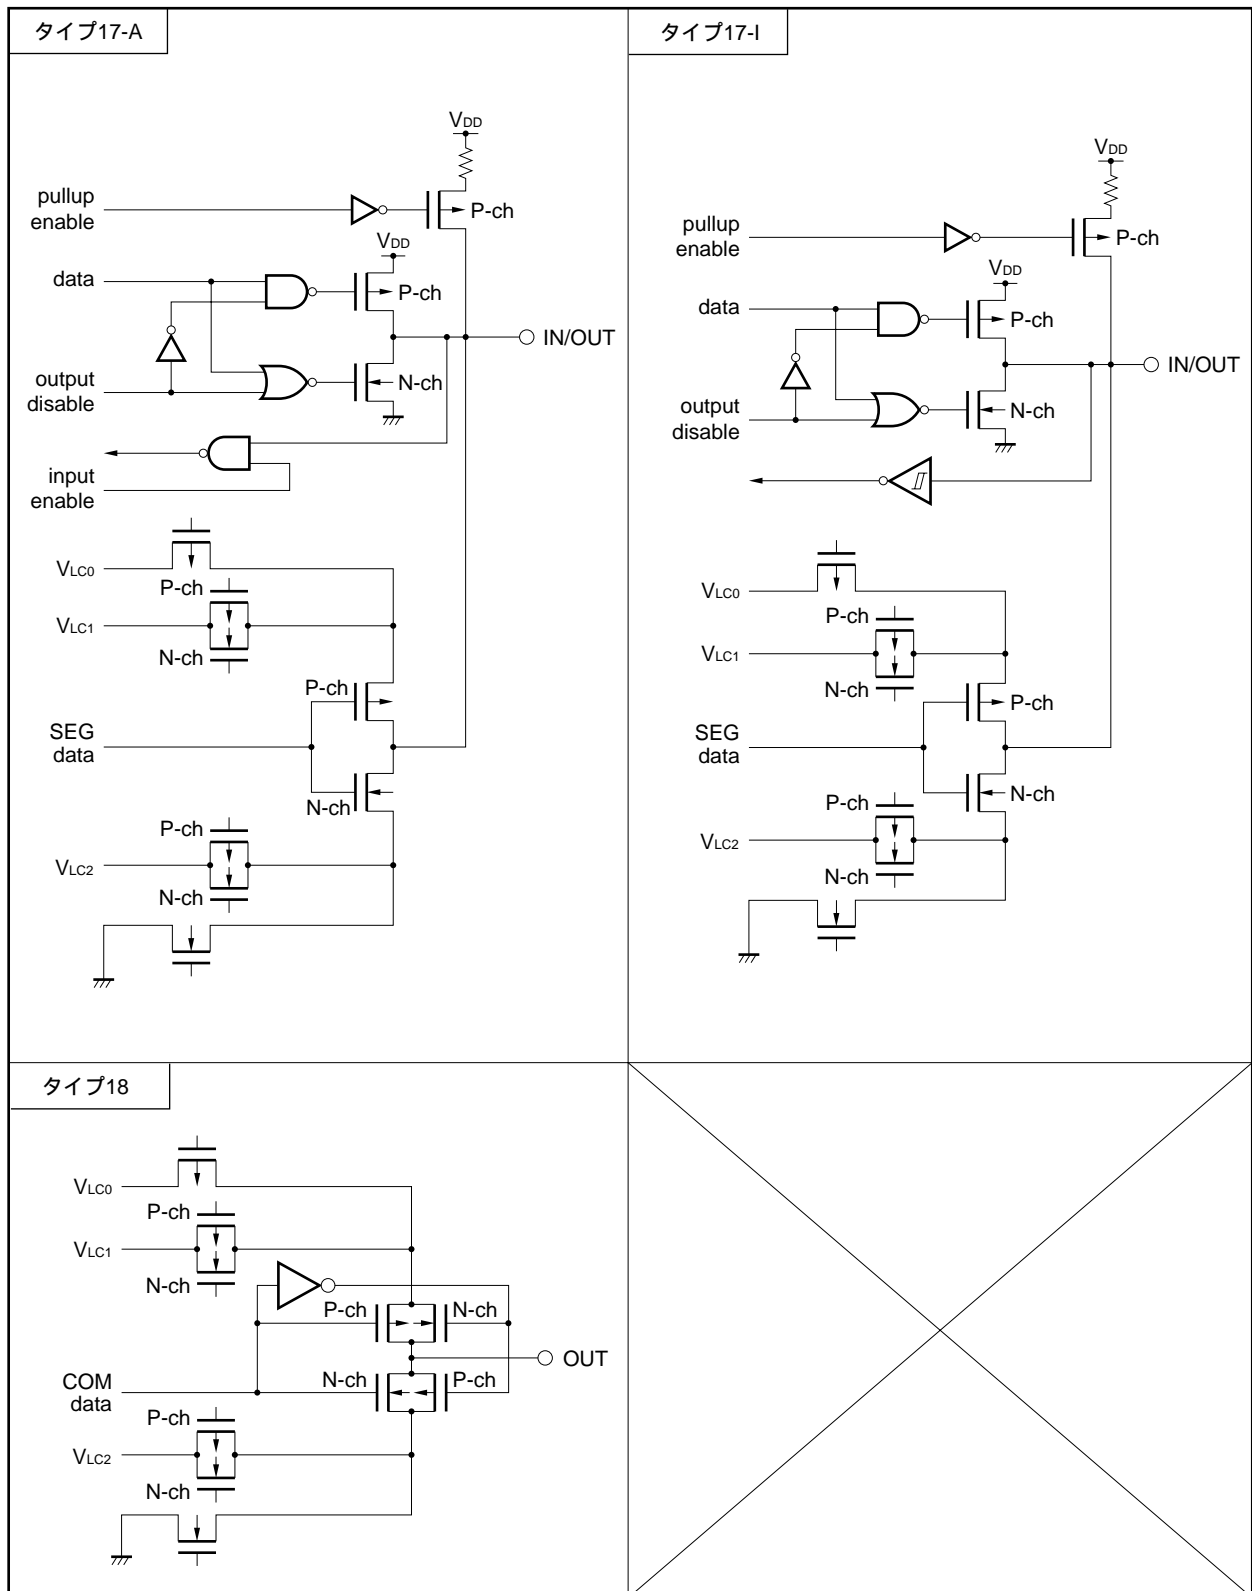 タイプ17-A
VDD
pullup
enable
P-ch
VDD
data
P-ch
IN/OUT
output
disable
N-ch
input
enable
VLC0
P-ch
VLC1
N-ch
P-ch
SEG
data
N-ch
P-ch
VLC2
N-ch
タイプ17-I
VDD
pullup
enable
P-ch
VDD
data
P-ch
IN/OUT
output
disable
N-ch
VLC0
P-ch
VLC1
N-ch
P-ch
SEG
data
N-ch
P-ch
VLC2
N-ch
タイプ18
VLC0
P-ch
VLC1
N-ch
P-ch
N-ch
OUT
N-ch
P-ch
COM
data
P-ch
VLC2
N-ch